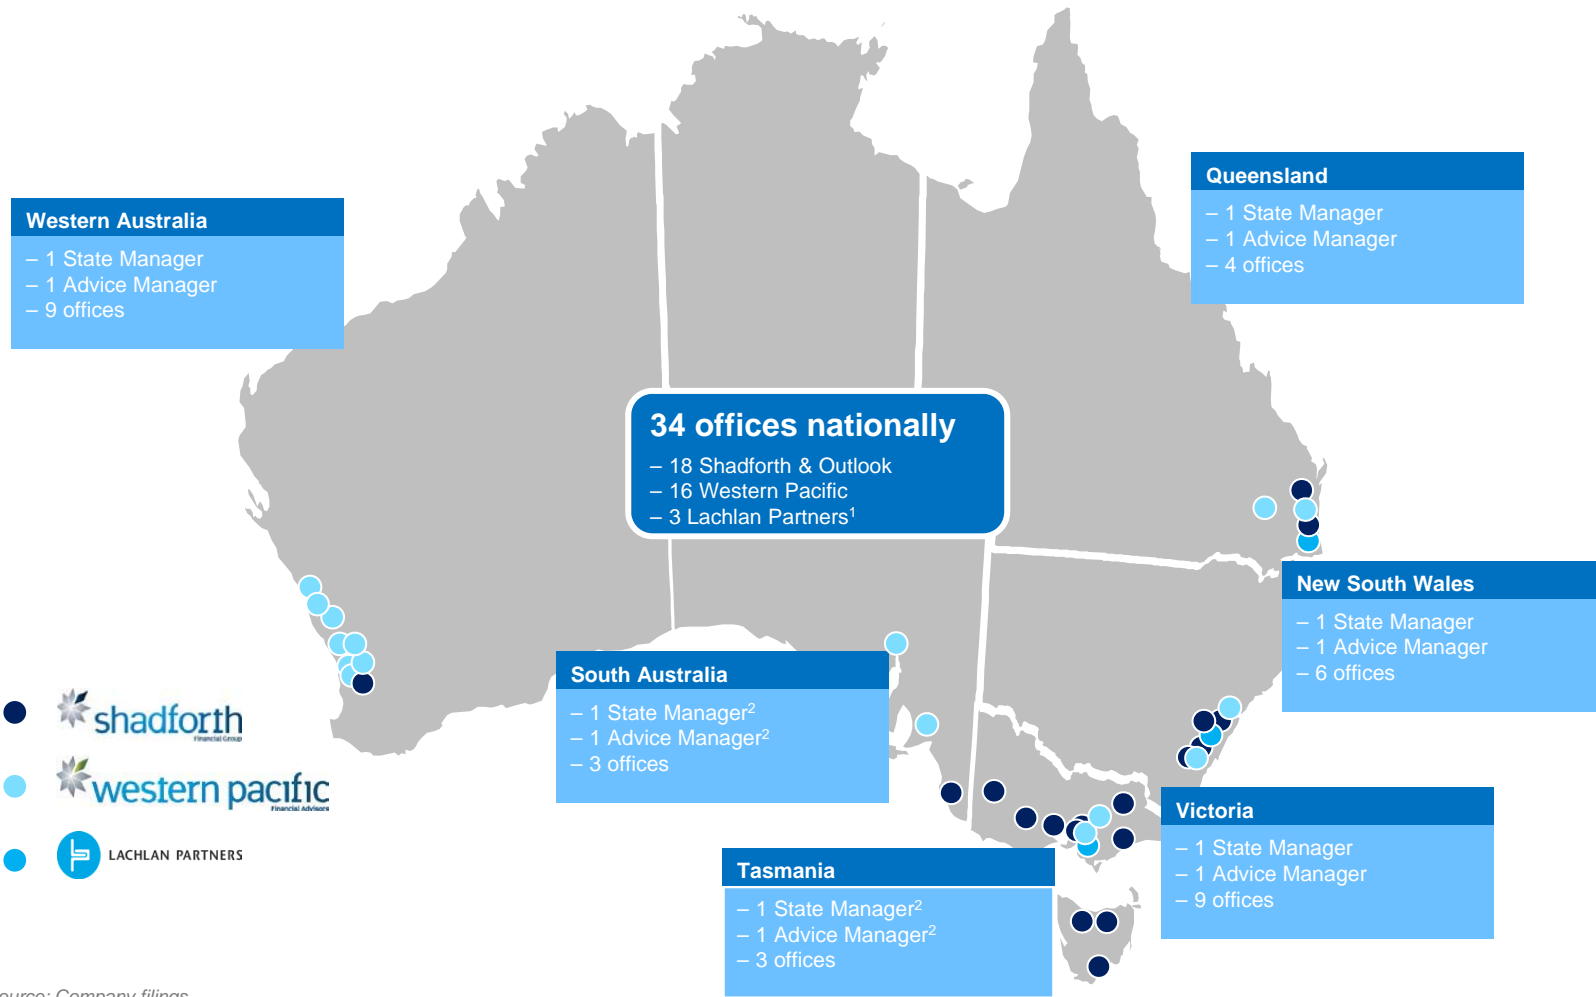 Queensland
– 1 State Manager
– 1 Advice Manager
– 4 offices
Western Australia
– 1 State Manager
– 1 Advice Manager
– 9 offices
34 offices nationally
– 18 Shadforth & Outlook
– 16 Western Pacific
– 3 Lachlan Partners¹
New South Wales
– 1 State Manager
– 1 Advice Manager
– 6 offices
South Australia
– 1 State Manager²
– 1 Advice Manager²
– 3 offices
shadforth
Financial Group
western pacific
Financial Advisors
LACHLAN PARTNERS
Victoria
– 1 State Manager
– 1 Advice Manager
– 9 offices
Tasmania
– 1 State Manager²
– 1 Advice Manager²
– 3 offices
ource: Company filings